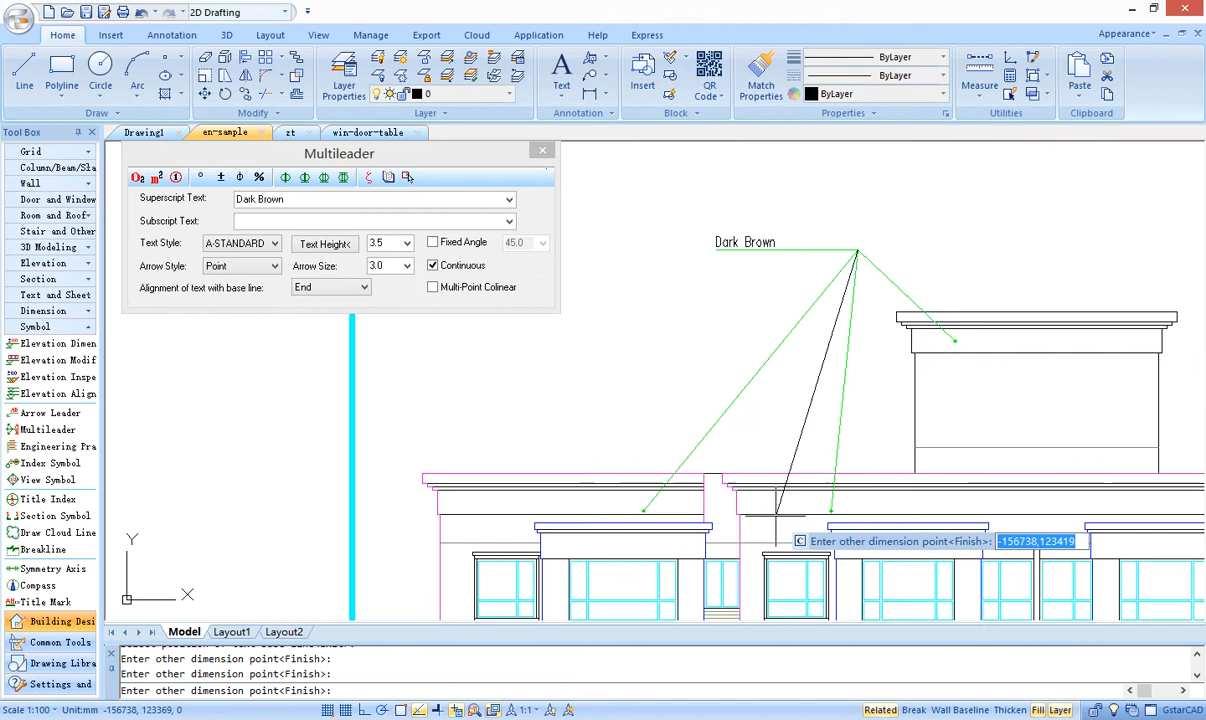 2D Drafting
Home Insert Annotation 3D Layout View Manage Export Cloud Application Help Express Appearance
Line Polyline Circle Arc Layer Properties Text Insert QR Code Match Properties Measure Paste
0
ByLayer
ByLayer
ByLayer
Draw Modify Layer Annotation Block Properties Utilities Clipboard
Tool Box
Drawing1 en-sample zt win-door-table
Grid
Column/Beam/Sla
Wall
Door and Window
Room and Roof
Stair and Other
3D Modeling
Elevation
Section
Text and Sheet
Dimension
Symbol
Elevation Dimen
Elevation Modif
Elevation Inspe
Elevation Align
Arrow Leader
Multileader
Engineering Pra
Index Symbol
View Symbol
Title Index
Section Symbol
Draw Cloud Line
Breakline
Symmetry Axis
Compass
Title Mark
Building Desi
Common Tools
Drawing Libra
Settings and
Multileader
Superscript Text: Dark Brown
Subscript Text:
Text Style: A-STANDARD Text Height< 3.5 Fixed Angle 45.0
Arrow Style: Point Arrow Size: 3.0 Continuous
Alignment of text with base line: End Multi-Point Colinear
Dark Brown
Enter other dimension point<Finish>: -156738,123419
Y
X
Model Layout1 Layout2
Enter other dimension point<Finish>:
Enter other dimension point<Finish>:
Enter other dimension point<Finish>:
Scale 1:100 Unit:mm -156738, 123369, 0 1:1 Related Break Wall Baseline Thicken Fill Layer GstarCAD